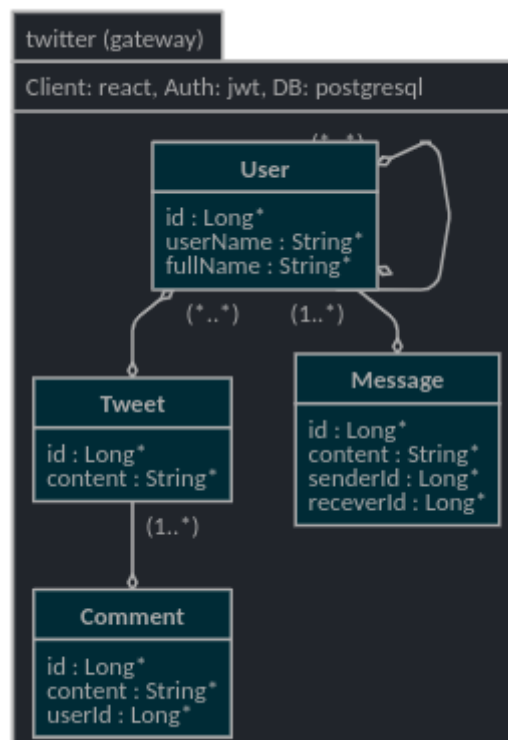 twitter (gateway)
Client: react, Auth: jwt, DB: postgresql
(*..*)
User
id : Long*
userName : String*
fullName : String*
(*..*)
(1..*)
Tweet
id : Long*
content : String*
Message
id : Long*
content : String*
senderId : Long*
receverId : Long*
(1..*)
Comment
id : Long*
content : String*
userId : Long*